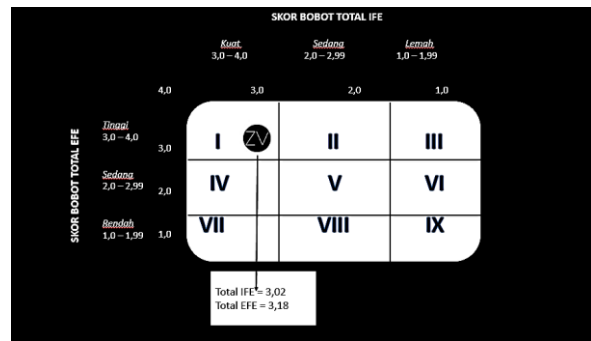 SKOR BOBOT TOTAL IFE
Kuat Sedang Lemah
3,0 – 4,0 2,0 – 2,99 1,0 – 1,99
4,0 3,0 2,0 1,0
SKOR BOBOT TOTAL EFE
Tinggi
3,0 – 4,0
3,0
I ZV II III
Sedang
2,0 – 2,99
2,0
IV V VI
Rendah
1,0 – 1,99
1,0
VII VIII IX
Total IFE = 3,02
Total EFE = 3,18